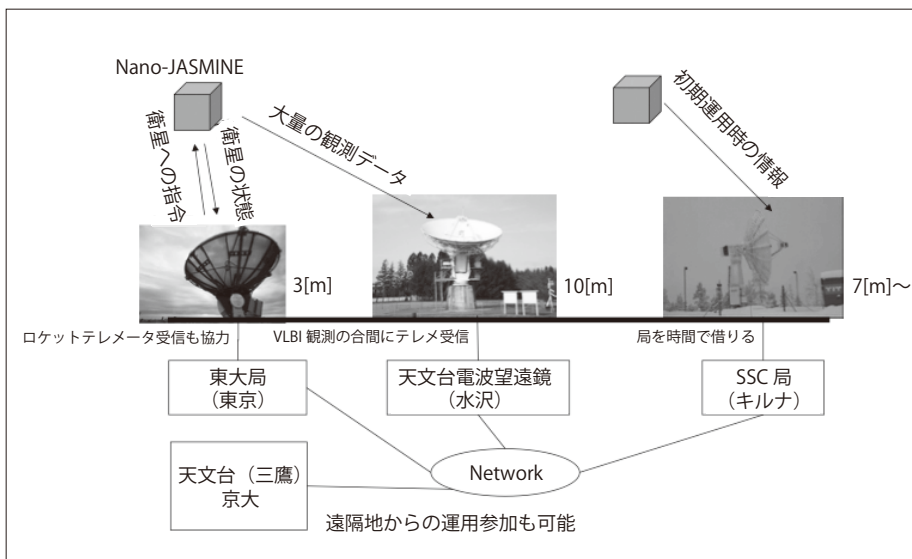 Nano-JASMINE
衛星への指令
衛星の状態
大量の観測データ
初期運用時の情報
3[m]
10[m]
7[m]～
ロケットテレメータ受信も協力
VLBI 観測の合間にテレメ受信
局を時間で借りる
東大局
（東京）
天文台電波望遠鏡
（水沢）
SSC 局
（キルナ）
天文台（三鷹）
京大
Network
遠隔地からの運用参加も可能